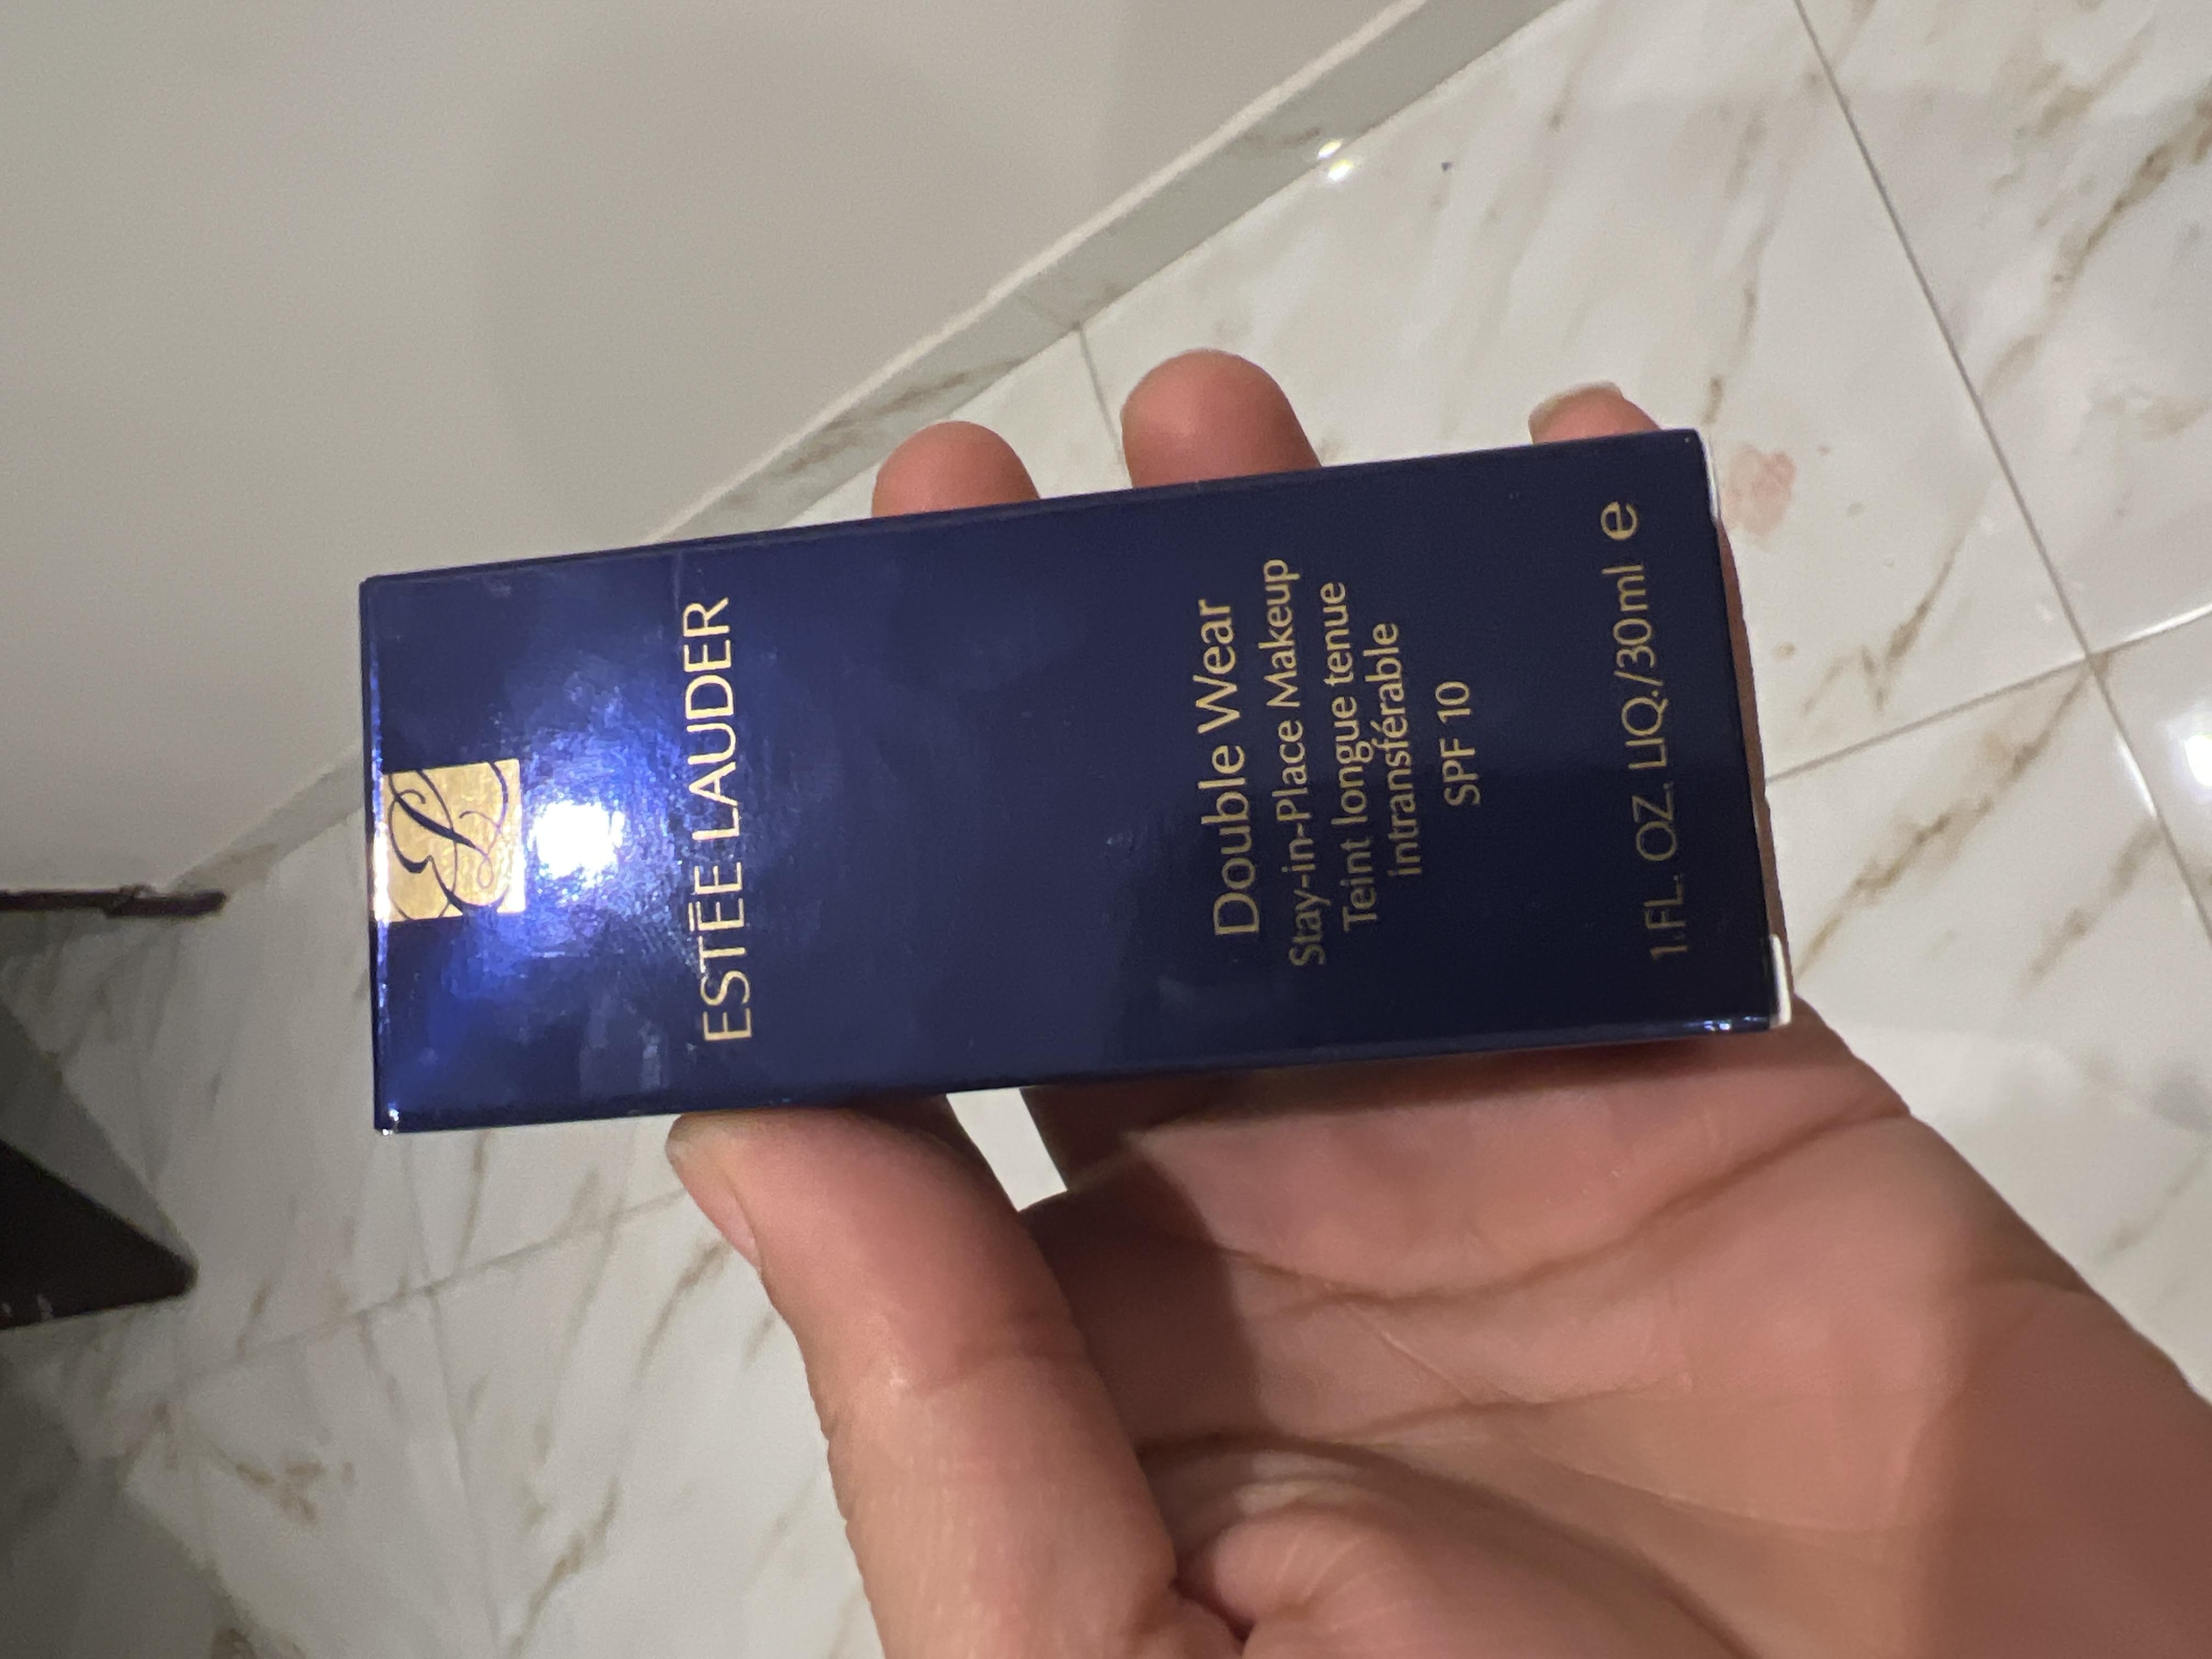 ESTĒE LAUDER
Double Wear
Stay-in-Place Makeup
Teint longue tenue
intransférable
SPF 10
1.FL. OZ. LIQ./30ml e